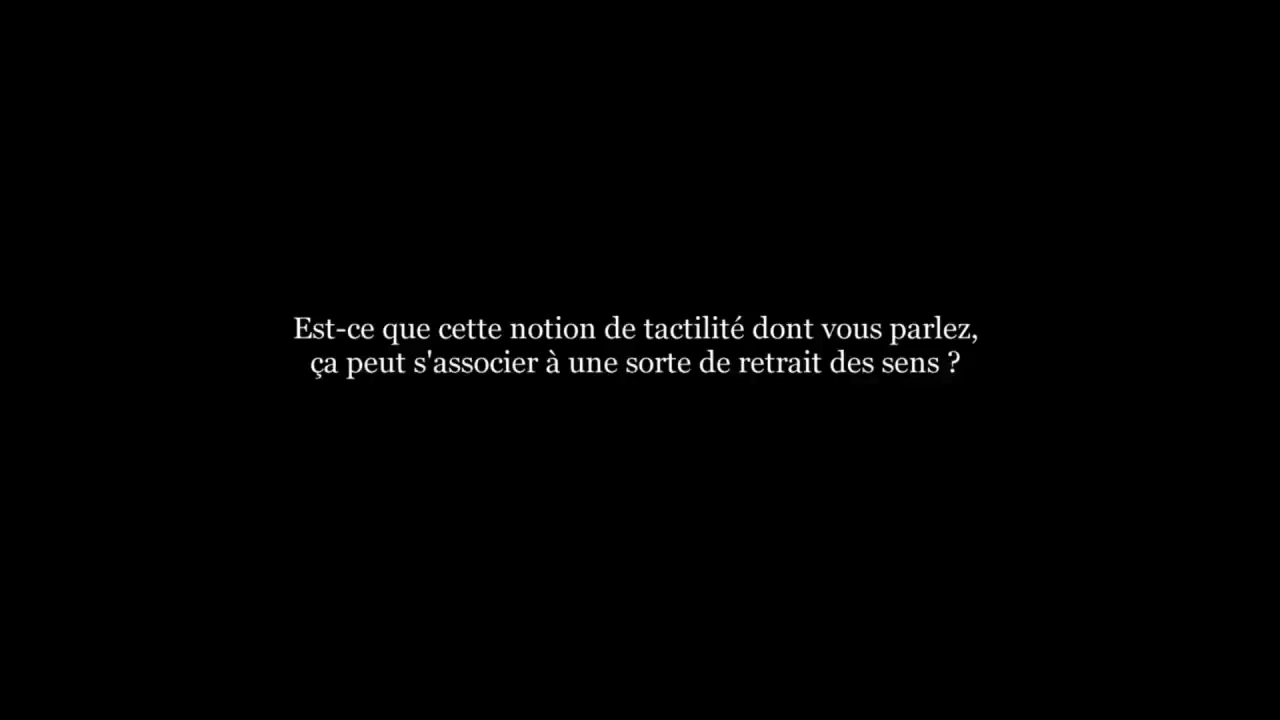 Est-ce que cette notion de tactilité dont vous parlez,
ça peut s'associer à une sorte de retrait des sens ?